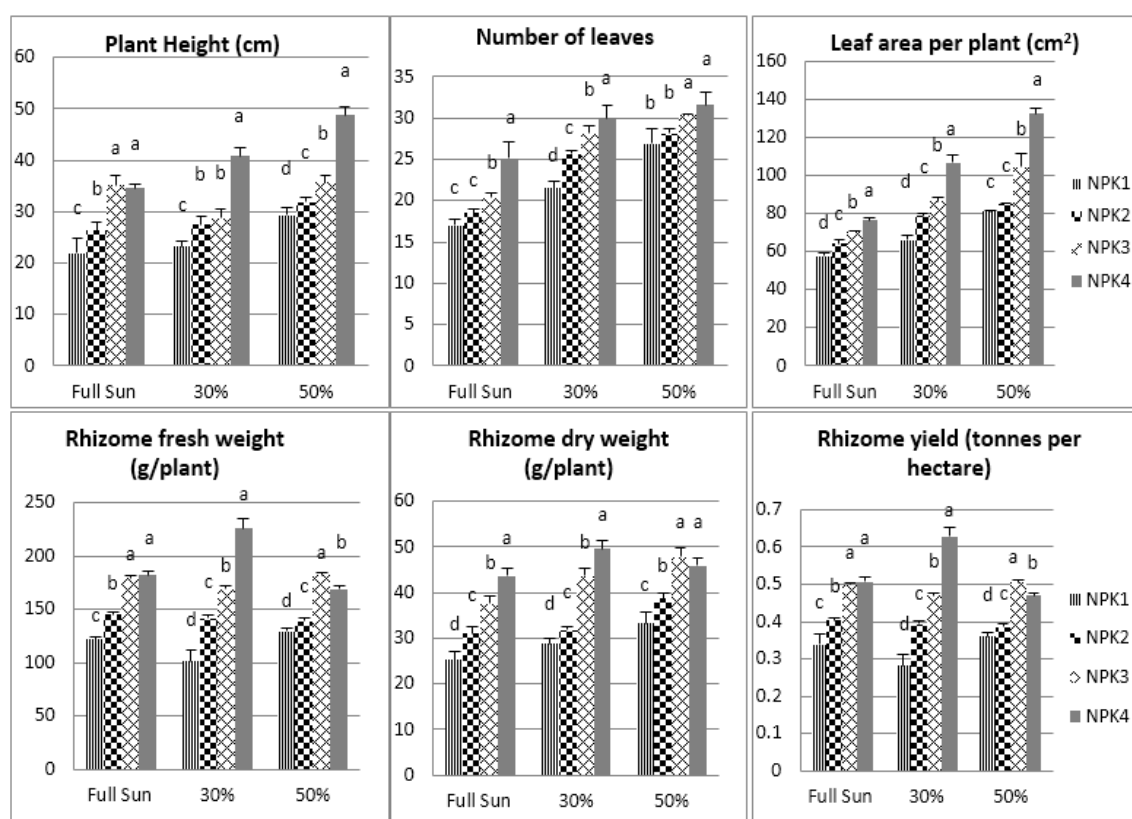 Plant Height (cm)
60
50
40
30
20
10
0
c
b
a
a
c
b
b
a
d
c
b
a
Full Sun
30%
50%
Number of leaves
35
30
25
20
15
10
5
0
c
c
b
a
d
c
b
a
b
b
a
a
Full Sun
30%
50%
Leaf area per plant (cm²)
160
140
120
100
80
60
40
20
0
d
c
b
a
d
c
b
a
c
c
b
a
Full Sun
30%
50%
NPK1
NPK2
NPK3
NPK4
Rhizome fresh weight
(g/plant)
250
200
150
100
50
0
c
b
a
a
d
c
b
a
d
c
a
b
Full Sun
30%
50%
Rhizome dry weight
(g/plant)
60
50
40
30
20
10
0
d
c
b
a
d
c
b
a
c
b
a
a
Full Sun
30%
50%
Rhizome yield (tonnes per
hectare)
0.7
0.6
0.5
0.4
0.3
0.2
0.1
0
c
b
a
a
d
c
b
a
d
c
a
b
Full Sun
30%
50%
NPK1
NPK2
NPK3
NPK4